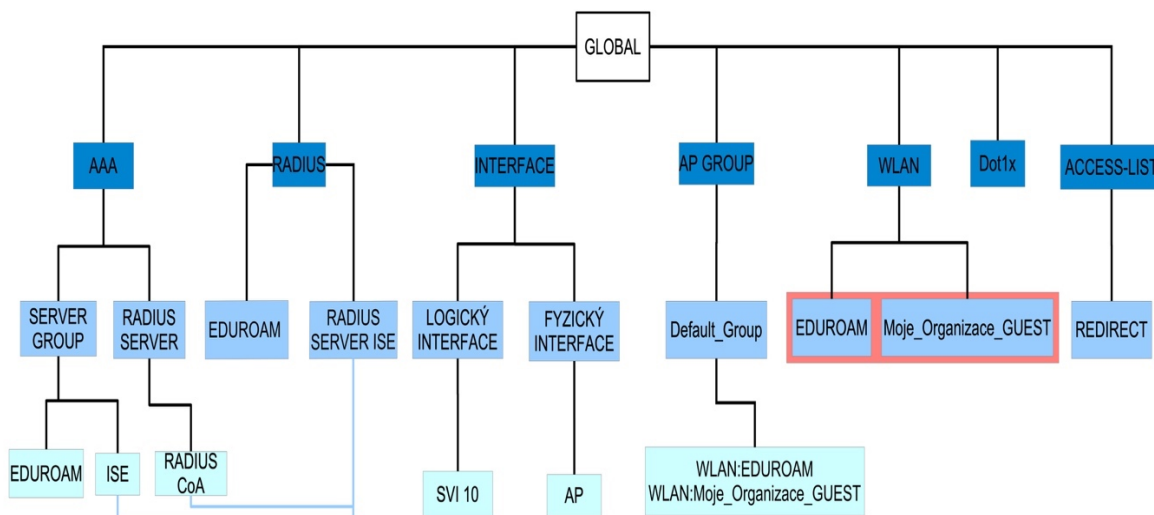 GLOBAL
AAA
RADIUS
INTERFACE
AP GROUP
WLAN
Dot1x
ACCESS-LIST
SERVER
GROUP
RADIUS
SERVER
EDUROAM
RADIUS
SERVER ISE
LOGICKÝ
INTERFACE
FYZICKÝ
INTERFACE
Default_Group
EDUROAM
Moje_Organizace_GUEST
REDIRECT
EDUROAM
ISE
RADIUS
CoA
SVI 10
AP
WLAN:EDUROAM
WLAN:Moje_Organizace_GUEST